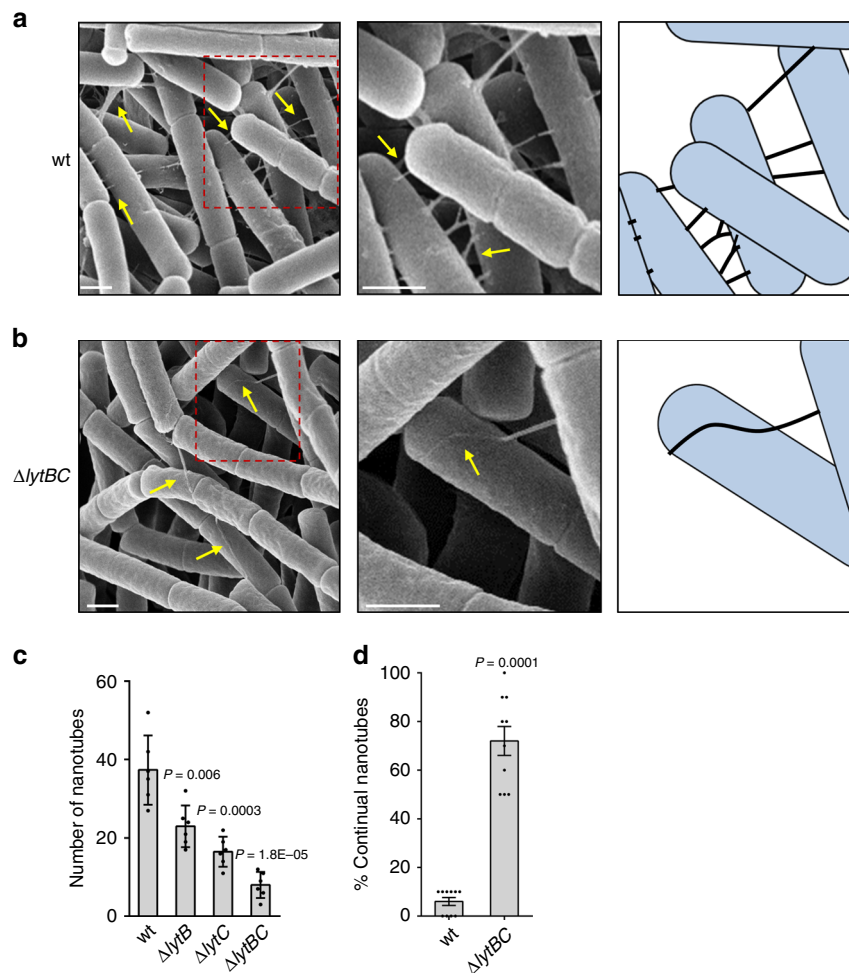 a
wt
b
ΔlytBC
c
d
Number of nanotubes
60
40
20
0
P = 0.006
P = 0.0003
P = 1.8E–05
wt
ΔlytB
ΔlytC
ΔlytBC
% Continual nanotubes
100
80
60
40
20
0
P = 0.0001
wt
ΔlytBC